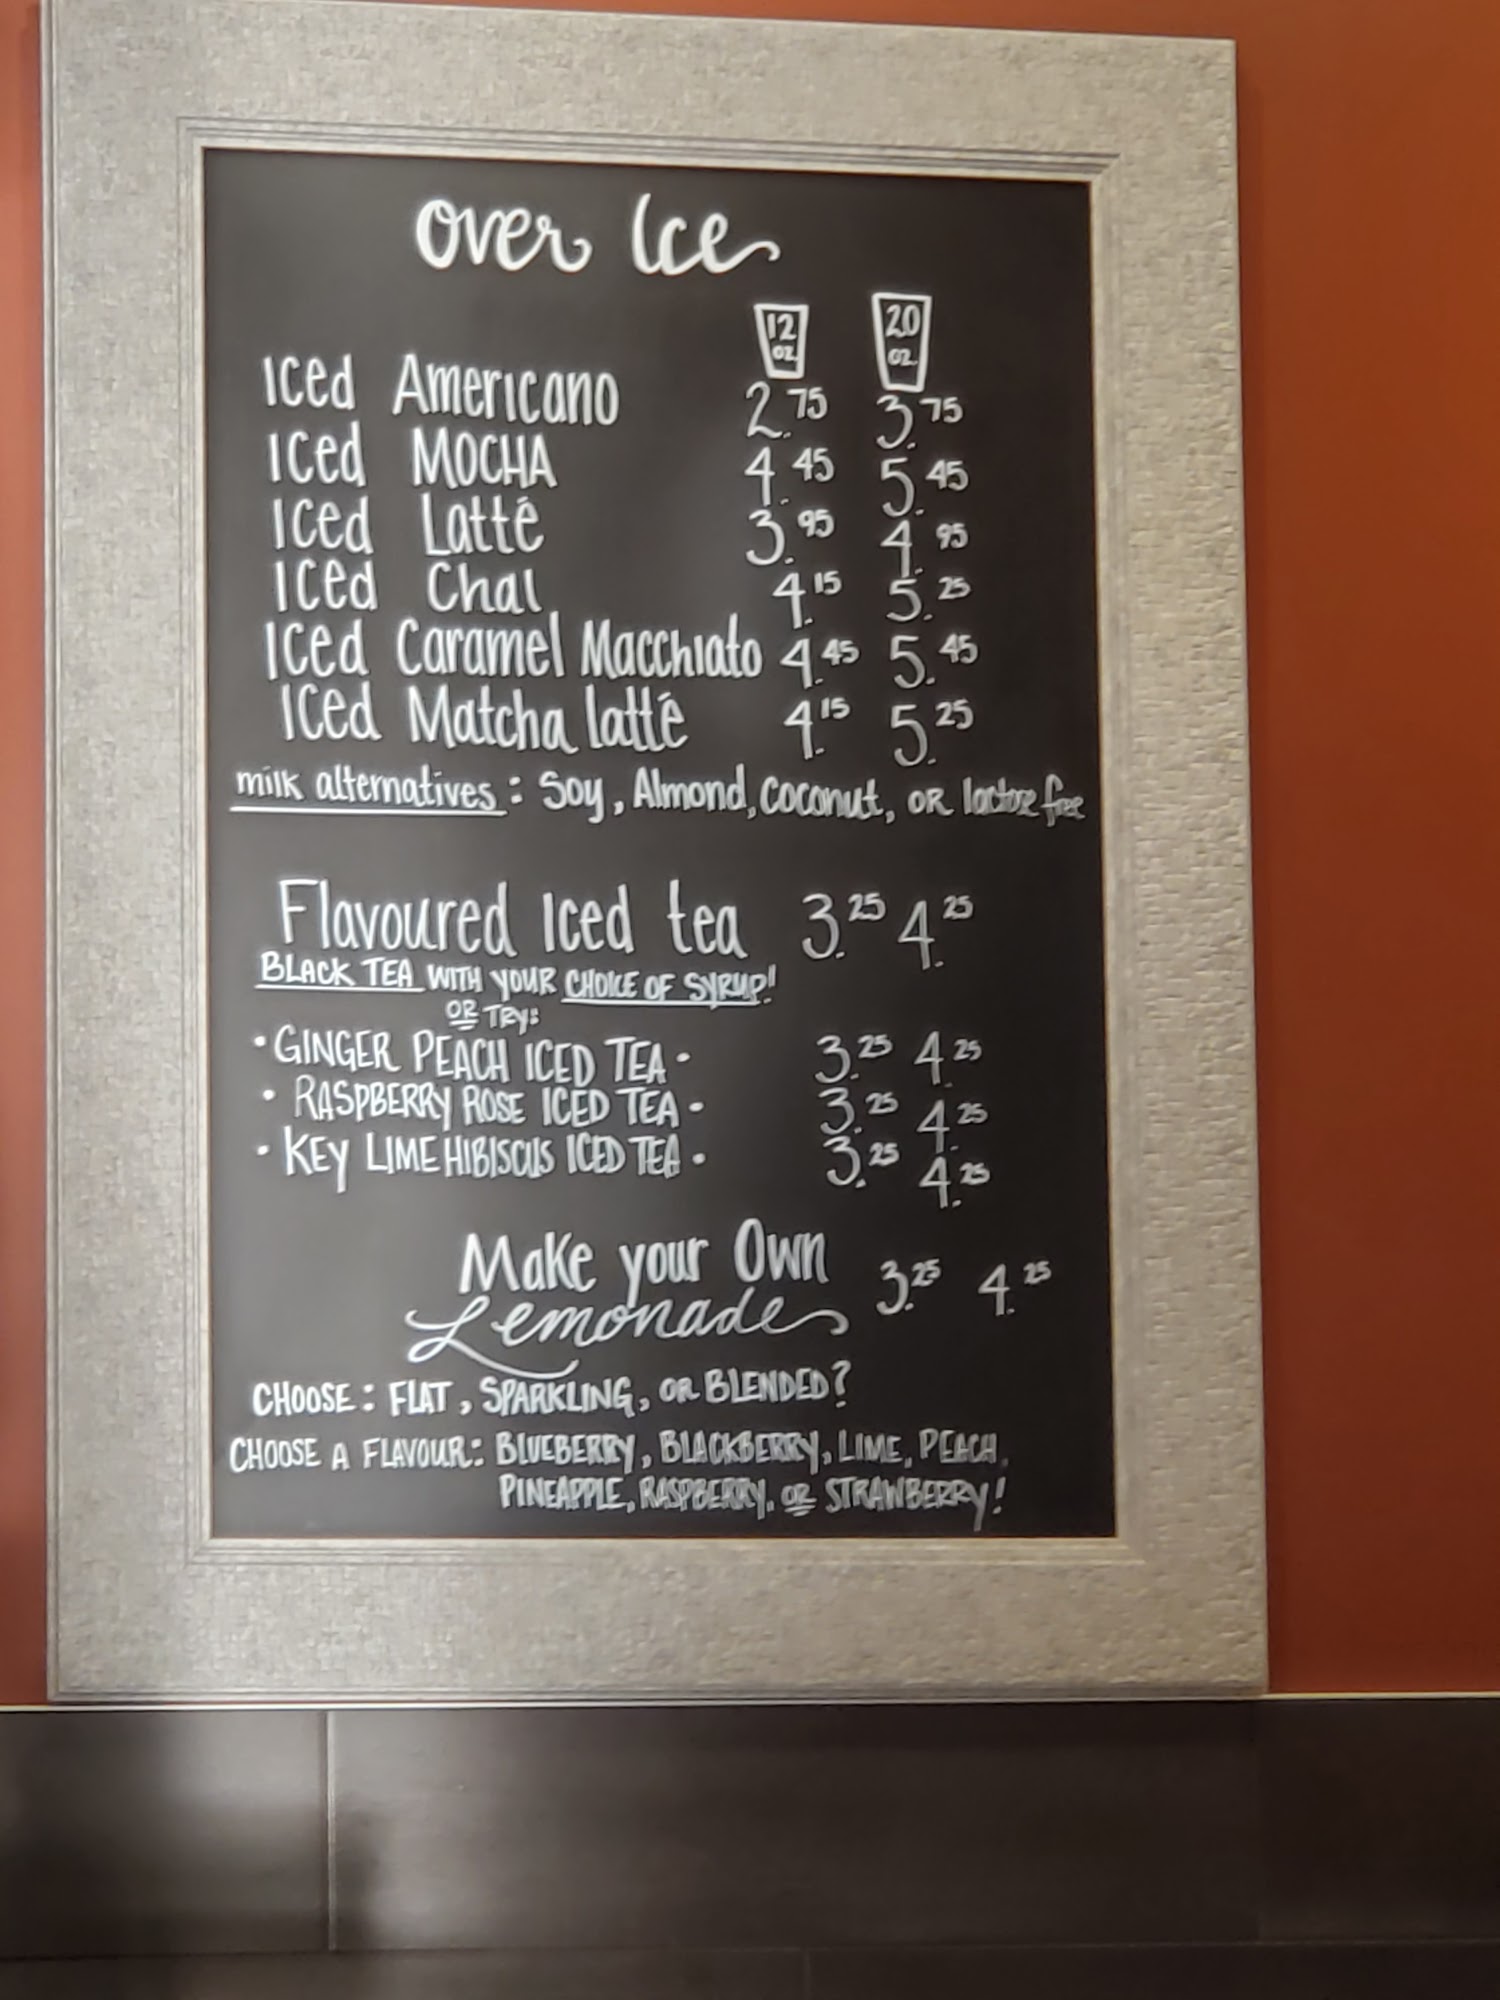 over Ice
12 oz. 20 oz.
Iced Americano 2.75 3.75
Iced MOCHA 4.45 5.45
Iced Latté 3.95 4.95
Iced Chai 4.15 5.25
Iced Caramel Macchiato 4.45 5.45
Iced Matcha latté 4.15 5.25
milk alternatives: Soy, Almond, Coconut, OR lactose free
Flavoured Iced tea 3.25 4.25
BLACK TEA WITH YOUR CHOICE OF SYRUP!
OR TRY:
• GINGER PEACH ICED TEA • 3.25 4.25
• RASPBERRY ROSE ICED TEA • 3.25 4.25
• KEY LIME HIBISCUS ICED TEA • 3.25 4.25
Make your Own 3.25 4.25
Lemonade
CHOOSE: FLAT, SPARKLING, OR BLENDED?
CHOOSE A FLAVOUR: BLUEBERRY, BLACKBERRY, LIME, PEACH,
PINEAPPLE, RASPBERRY, OR STRAWBERRY!